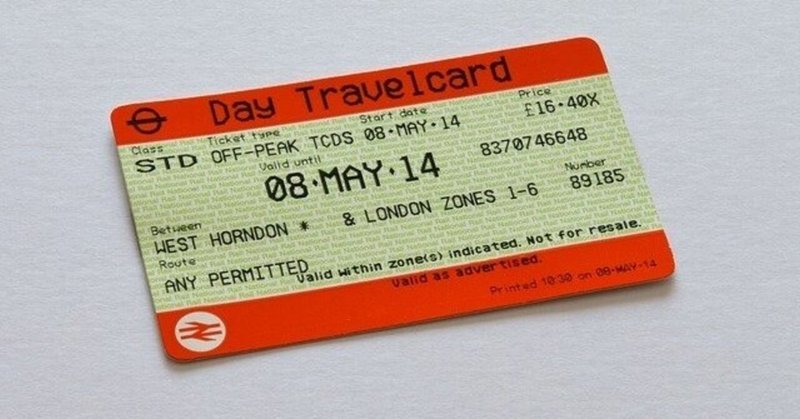 Day Travelcard
Class Ticket type Start date Price
STD OFF-PEAK TCDS 08·MAY·14 £16·40X
Valid until
08·MAY·14 8370746648
Number
89185
Between
WEST HORNDON * & LONDON ZONES 1-6
Route
ANY PERMITTED
Valid within zone(s) indicated. Not for resale.
Valid as advertised.
Printed 10:30 on 08-MAY-14